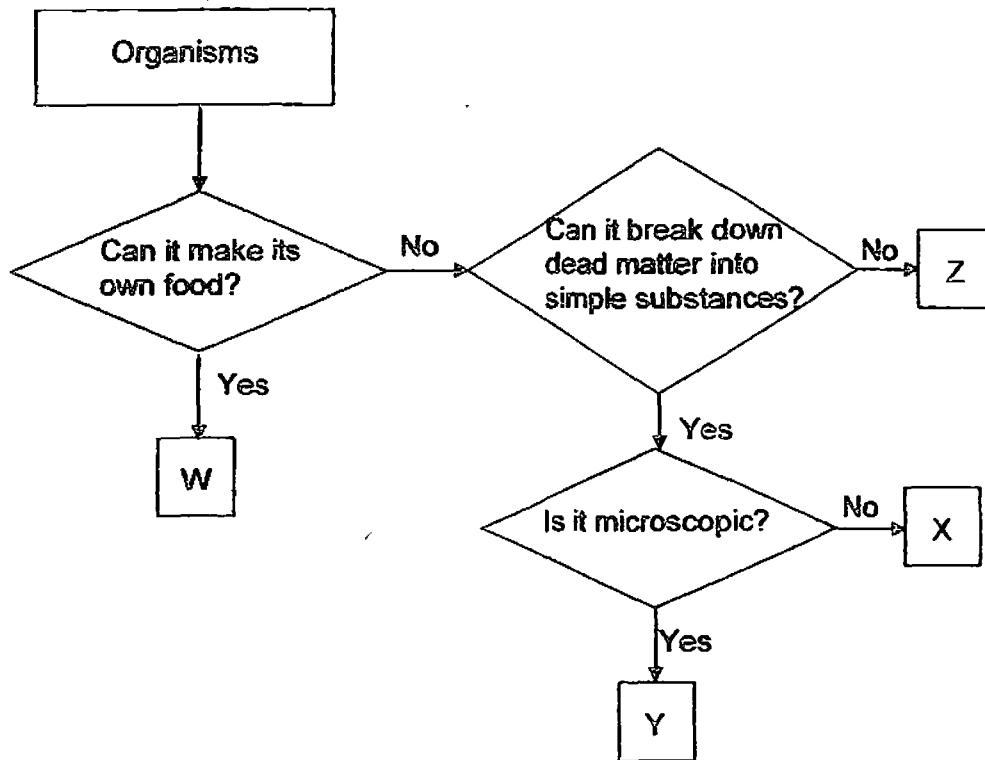 Organisms
Can it make its
own food?
No
Can it break down
dead matter into
simple substances?
No
Z
Yes
W
Yes
Is it microscopic?
No
X
Yes
Y